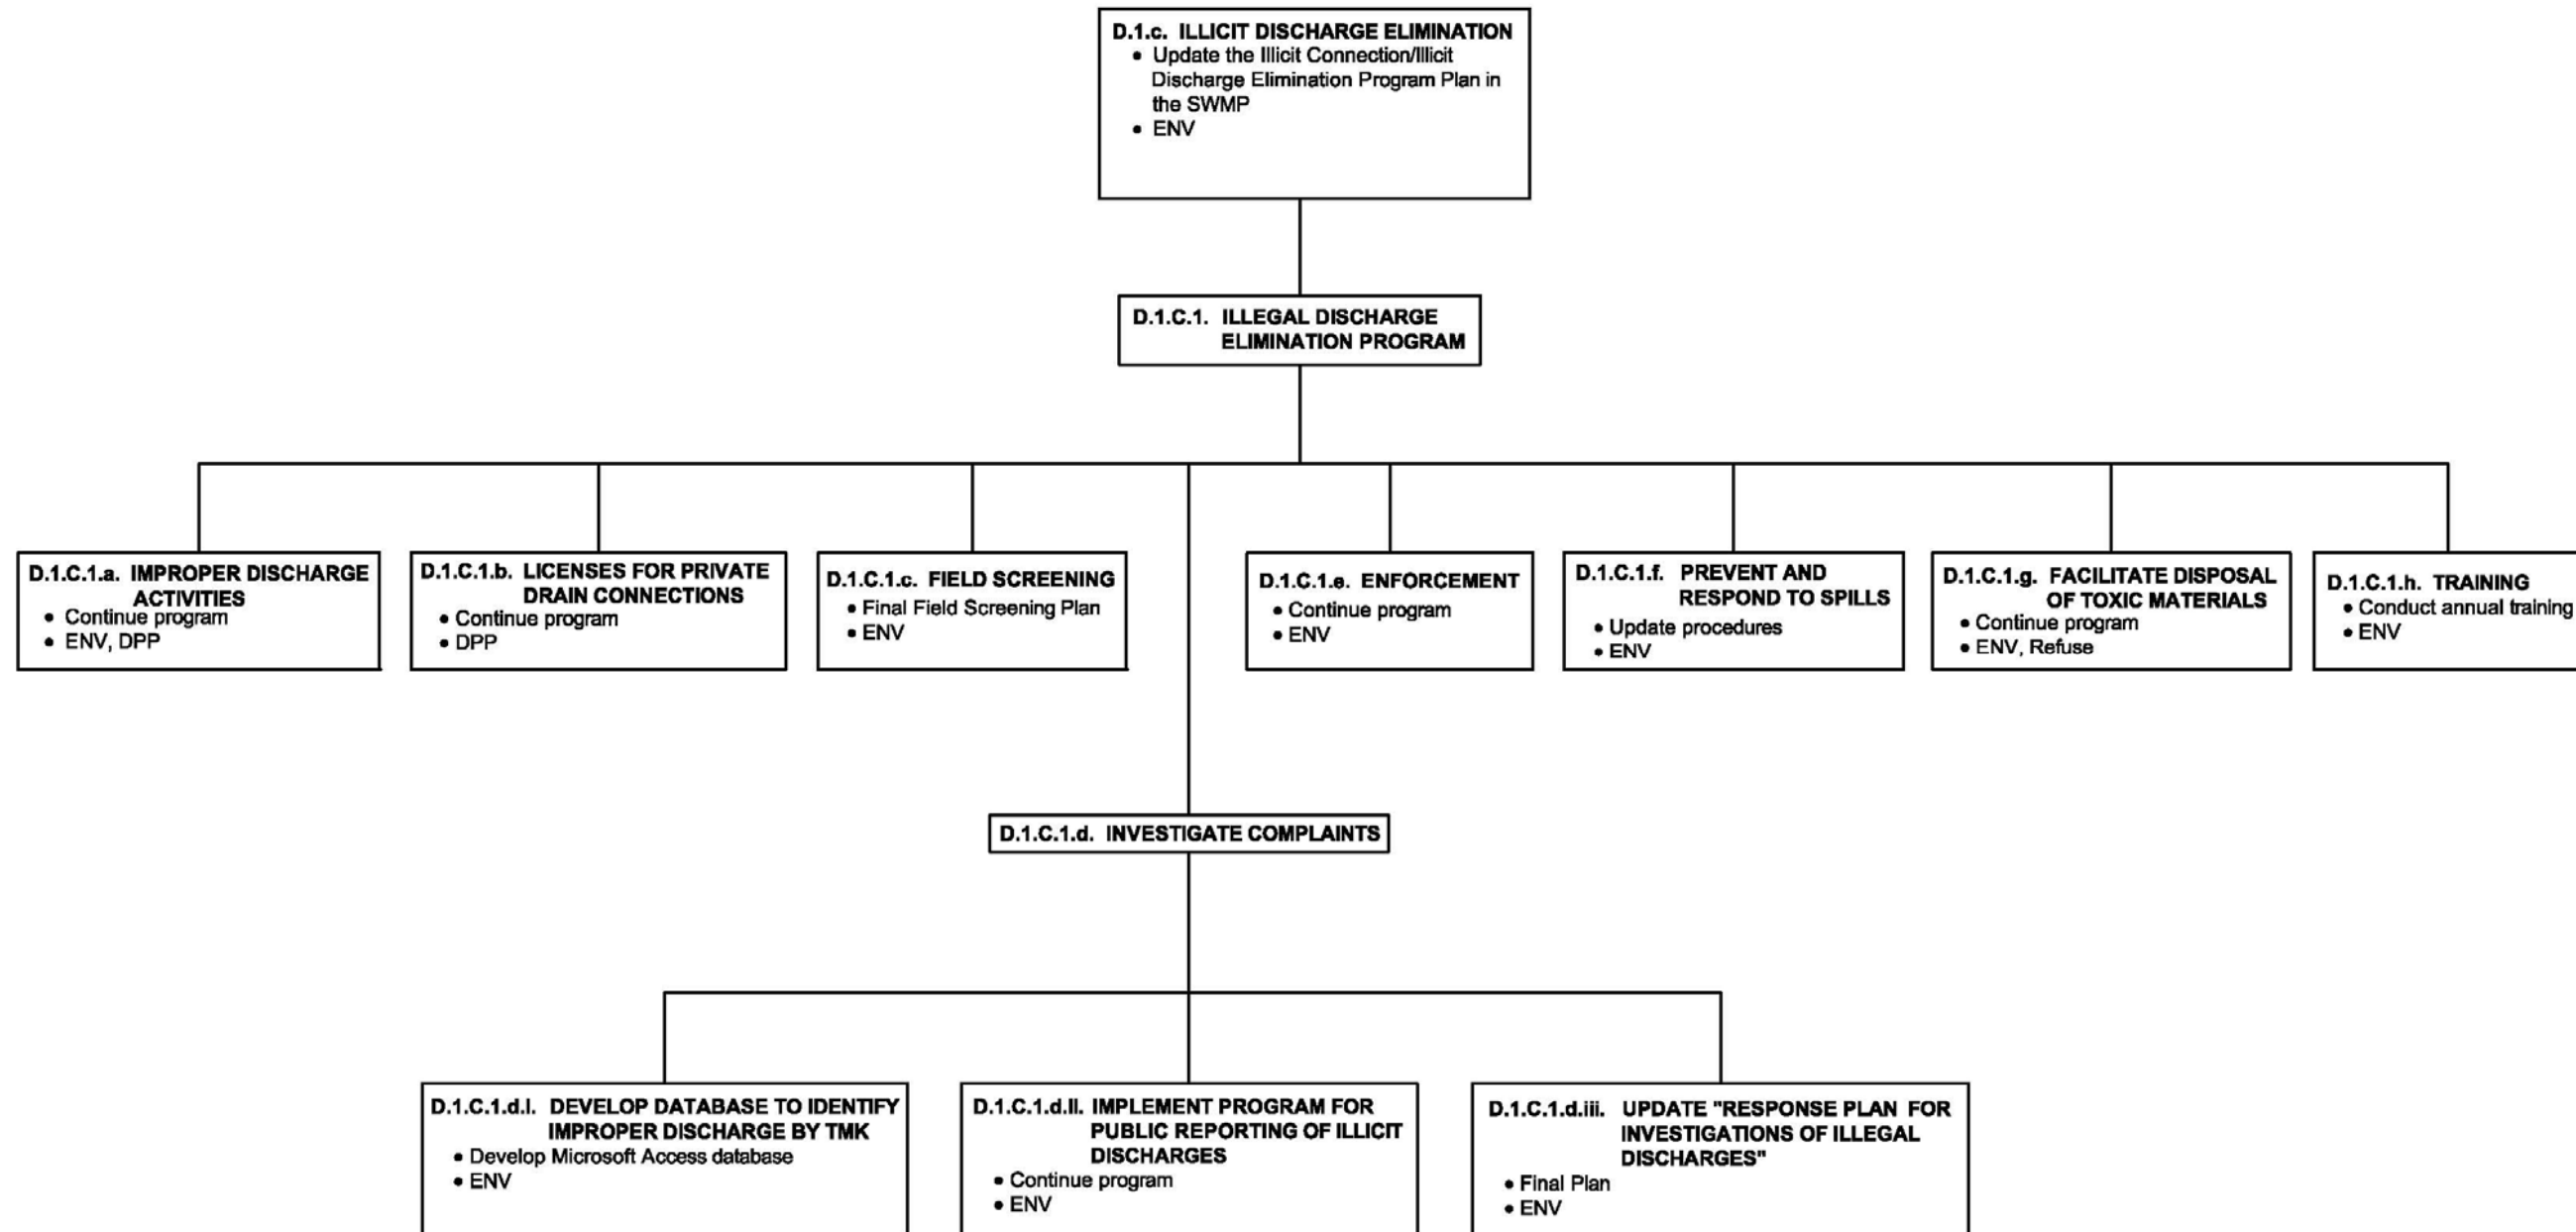 D.1.c. ILLICIT DISCHARGE ELIMINATION
• Update the Illicit Connection/Illicit
Discharge Elimination Program Plan in
the SWMP
• ENV
D.1.C.1. ILLEGAL DISCHARGE
ELIMINATION PROGRAM
D.1.C.1.a. IMPROPER DISCHARGE
ACTIVITIES
• Continue program
• ENV, DPP
D.1.C.1.b. LICENSES FOR PRIVATE
DRAIN CONNECTIONS
• Continue program
• DPP
D.1.C.1.c. FIELD SCREENING
• Final Field Screening Plan
• ENV
D.1.C.1.e. ENFORCEMENT
• Continue program
• ENV
D.1.C.1.f. PREVENT AND
RESPOND TO SPILLS
• Update procedures
• ENV
D.1.C.1.g. FACILITATE DISPOSAL
OF TOXIC MATERIALS
• Continue program
• ENV, Refuse
D.1.C.1.h. TRAINING
• Conduct annual training
• ENV
D.1.C.1.d. INVESTIGATE COMPLAINTS
D.1.C.1.d.i. DEVELOP DATABASE TO IDENTIFY
IMPROPER DISCHARGE BY TMK
• Develop Microsoft Access database
• ENV
D.1.C.1.d.ii. IMPLEMENT PROGRAM FOR
PUBLIC REPORTING OF ILLICIT
DISCHARGES
• Continue program
• ENV
D.1.C.1.d.iii. UPDATE "RESPONSE PLAN FOR
INVESTIGATIONS OF ILLEGAL
DISCHARGES"
• Final Plan
• ENV